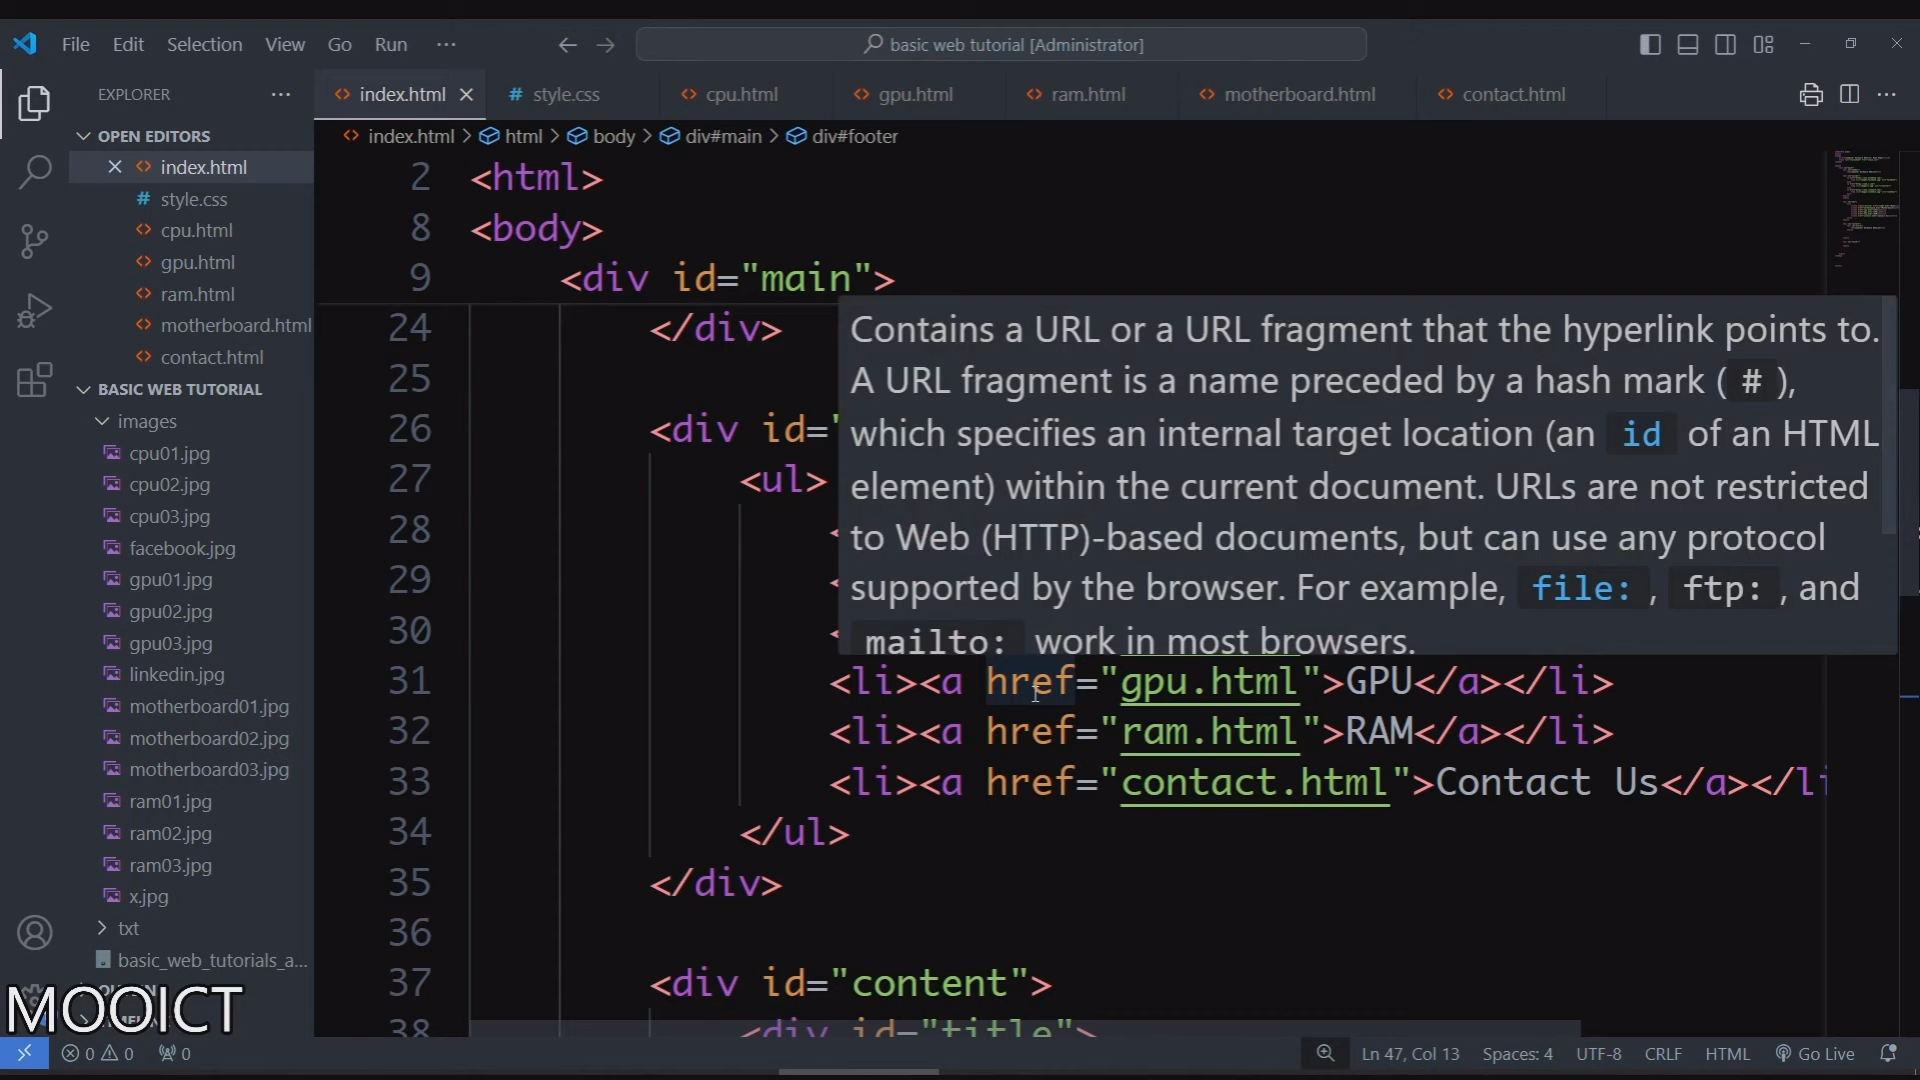 File Edit Selection View Go Run ...
basic web tutorial [Administrator]
EXPLORER ...
index.html
style.css
cpu.html
gpu.html
ram.html
motherboard.html
contact.html
OPEN EDITORS
index.html
style.css
cpu.html
gpu.html
ram.html
motherboard.html
contact.html
BASIC WEB TUTORIAL
images
cpu01.jpg
cpu02.jpg
cpu03.jpg
facebook.jpg
gpu01.jpg
gpu02.jpg
gpu03.jpg
linkedin.jpg
motherboard01.jpg
motherboard02.jpg
motherboard03.jpg
ram01.jpg
ram02.jpg
ram03.jpg
x.jpg
txt
basic_web_tutorials_a...
MOOICT
index.html > html > body > div#main > div#footer
2 <html>
8 <body>
9 <div id="main">
24 </div>
25
26 <div id="
27 <ul>
28 <
29 <
30 <
31 <li><a href="gpu.html">GPU</a></li>
32 <li><a href="ram.html">RAM</a></li>
33 <li><a href="contact.html">Contact Us</a></li
34 </ul>
35 </div>
36
37 <div id="content">
38 <div id="title">
Contains a URL or a URL fragment that the hyperlink points to.
A URL fragment is a name preceded by a hash mark ( # ),
which specifies an internal target location (an id of an HTML
element) within the current document. URLs are not restricted
to Web (HTTP)-based documents, but can use any protocol
supported by the browser. For example, file: , ftp: , and
mailto: work in most browsers.
0 0 0
Ln 47, Col 13 Spaces: 4 UTF-8 CRLF HTML Go Live